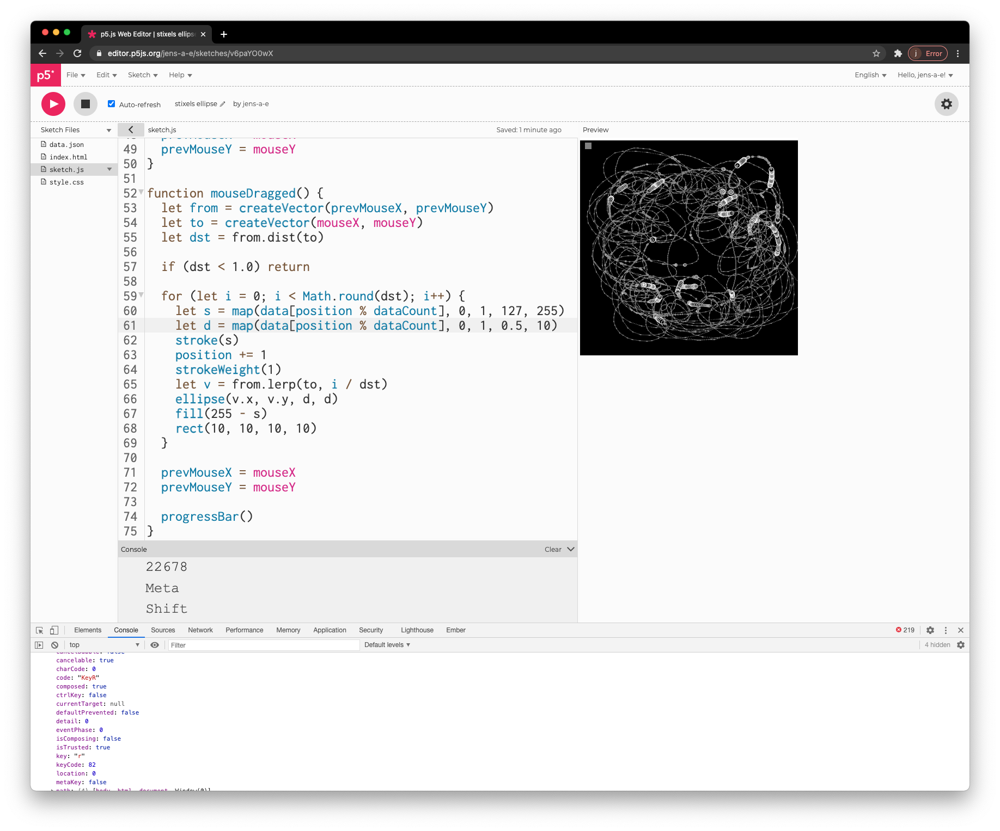 p5.js Web Editor | stixels ellips
editor.p5js.org/jens-a-e/sketches/v6paYO0wX
j Error
p5*
File Edit Sketch Help
English Hello, jens-a-e!
Auto-refresh stixels ellipse by jens-a-e
Sketch Files
sketch.js
Saved: 1 minute ago
Preview
data.json
index.html
sketch.js
style.css
49 prevMouseY = mouseY
50 }
51
52 function mouseDragged() {
53 let from = createVector(prevMouseX, prevMouseY)
54 let to = createVector(mouseX, mouseY)
55 let dst = from.dist(to)
56
57 if (dst < 1.0) return
58
59 for (let i = 0; i < Math.round(dst); i++) {
60 let s = map(data[position % dataCount], 0, 1, 127, 255)
61 let d = map(data[position % dataCount], 0, 1, 0.5, 10)
62 stroke(s)
63 position += 1
64 strokeWeight(1)
65 let v = from.lerp(to, i / dst)
66 ellipse(v.x, v.y, d, d)
67 fill(255 - s)
68 rect(10, 10, 10, 10)
69 }
70
71 prevMouseX = mouseX
72 prevMouseY = mouseY
73
74 progressBar()
75 }
Console Clear
22678
Meta
Shift
Elements Console Sources Network Performance Memory Application Security Lighthouse Ember 219
top Filter Default levels 4 hidden
cancelBubble: false
cancelable: true
charCode: 0
code: "KeyR"
composed: true
ctrlKey: false
currentTarget: null
defaultPrevented: false
detail: 0
eventPhase: 0
isComposing: false
isTrusted: true
key: "r"
keyCode: 82
location: 0
metaKey: false
path: (4) [body, html, document, Window(0)]